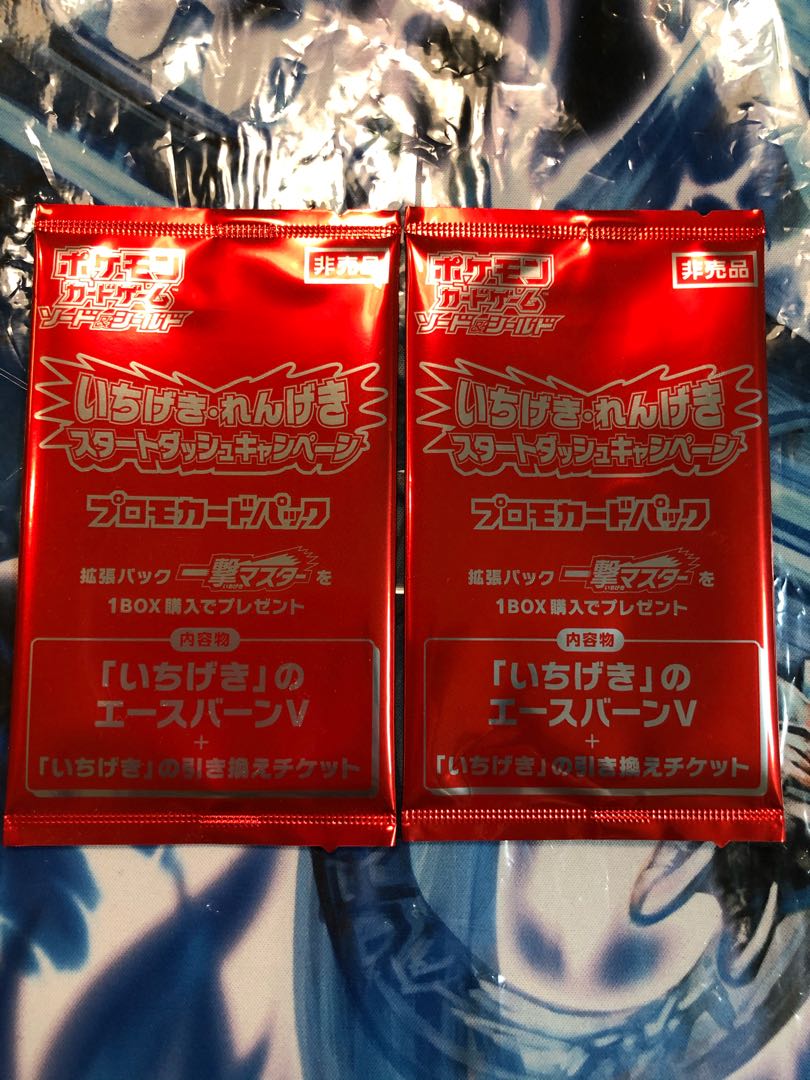 ポケモン
カードゲーム
ソード&シールド
非売品
いちげき・れんげき
スタートダッシュキャンペーン
プロモカードパック
拡張パック 一撃マスター を
いちげき
1BOX購入でプレゼント
内容物
「いちげき」の
エースバーンV
+
「いちげき」の引き換えチケット
ポケモン
カードゲーム
ソード&シールド
非売品
いちげき・れんげき
スタートダッシュキャンペーン
プロモカードパック
拡張パック 一撃マスター を
いちげき
1BOX購入でプレゼント
内容物
「いちげき」の
エースバーンV
+
「いちげき」の引き換えチケット